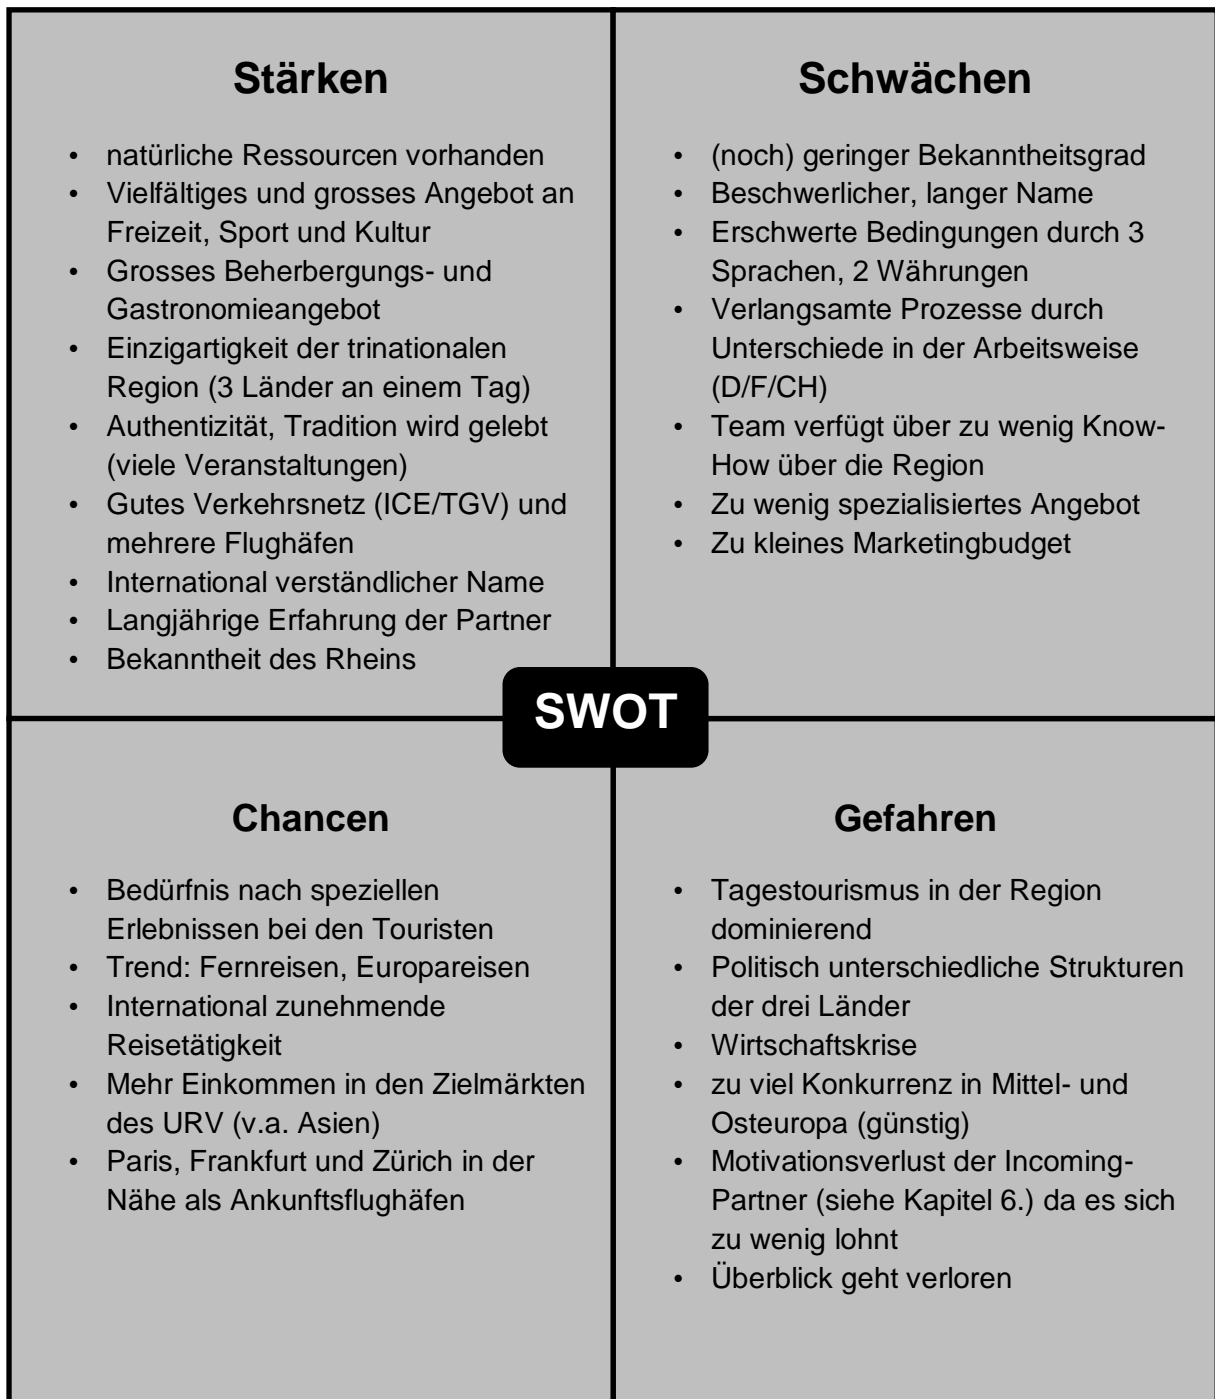 Stärken
• natürliche Ressourcen vorhanden
• Vielfältiges und grosses Angebot an
Freizeit, Sport und Kultur
• Grosses Beherbergungs- und
Gastronomieangebot
• Einzigartigkeit der trinationalen
Region (3 Länder an einem Tag)
• Authentizität, Tradition wird gelebt
(viele Veranstaltungen)
• Gutes Verkehrsnetz (ICE/TGV) und
mehrere Flughäfen
• International verständlicher Name
• Langjährige Erfahrung der Partner
• Bekanntheit des Rheins
Schwächen
• (noch) geringer Bekanntheitsgrad
• Beschwerlicher, langer Name
• Erschwerte Bedingungen durch 3
Sprachen, 2 Währungen
• Verlangsamte Prozesse durch
Unterschiede in der Arbeitsweise
(D/F/CH)
• Team verfügt über zu wenig Know-
How über die Region
• Zu wenig spezialisiertes Angebot
• Zu kleines Marketingbudget
SWOT
Chancen
• Bedürfnis nach speziellen
Erlebnissen bei den Touristen
• Trend: Fernreisen, Europareisen
• International zunehmende
Reisetätigkeit
• Mehr Einkommen in den Zielmärkten
des URV (v.a. Asien)
• Paris, Frankfurt und Zürich in der
Nähe als Ankunftsflughäfen
Gefahren
• Tagestourismus in der Region
dominierend
• Politisch unterschiedliche Strukturen
der drei Länder
• Wirtschaftskrise
• zu viel Konkurrenz in Mittel- und
Osteuropa (günstig)
• Motivationsverlust der Incoming-
Partner (siehe Kapitel 6.) da es sich
zu wenig lohnt
• Überblick geht verloren